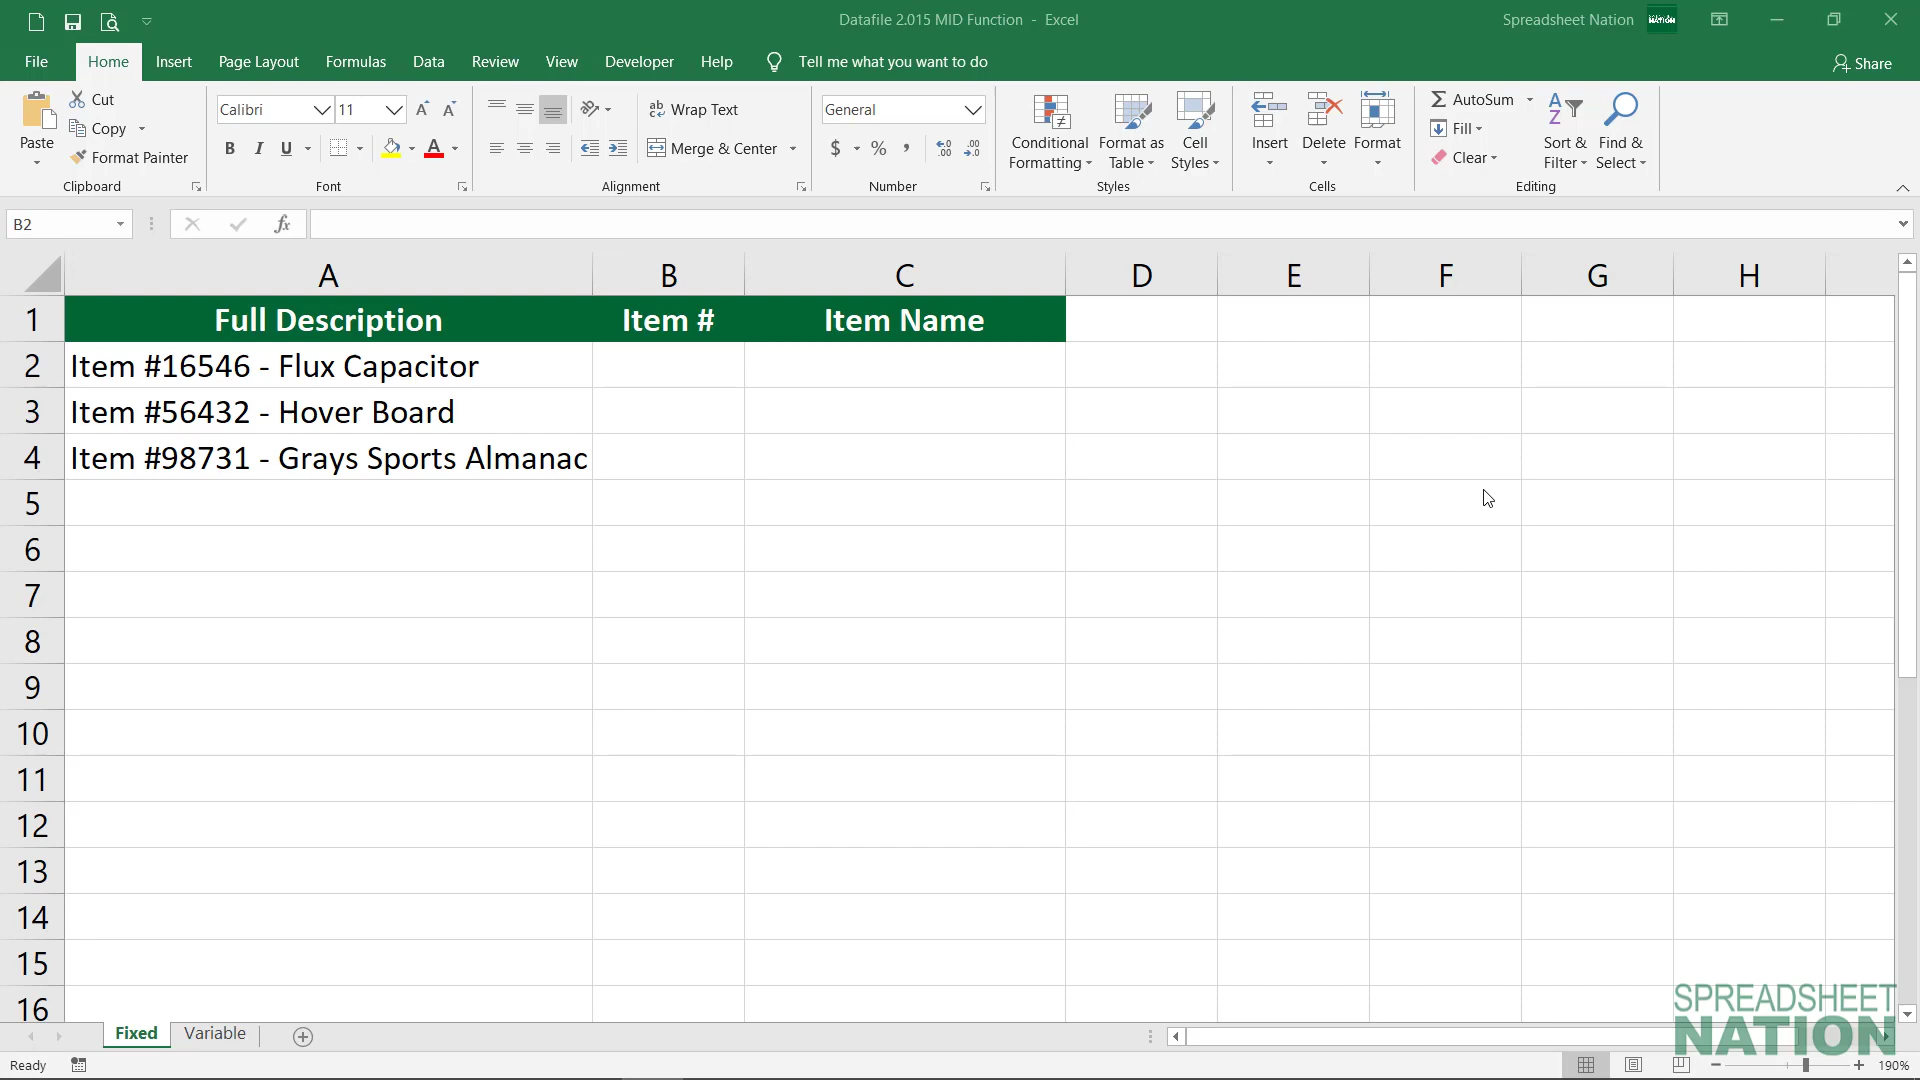 Datafile 2.015 MID Function - Excel
Spreadsheet Nation
File Home Insert Page Layout Formulas Data Review View Developer Help Tell me what you want to do Share
Paste
Cut
Copy
Format Painter
Clipboard
Calibri 11
B I U A
Font
Wrap Text
Merge & Center
Alignment
General
$ % ,
Number
Conditional Formatting
Format as Table
Cell Styles
Styles
Insert Delete Format
Cells
AutoSum
Fill
Clear
Sort & Filter
Find & Select
Editing
B2 fx
A B C D E F G H
1 Full Description Item # Item Name
2 Item #16546 - Flux Capacitor
3 Item #56432 - Hover Board
4 Item #98731 - Grays Sports Almanac
5
6
7
8
9
10
11
12
13
14
15
16
SPREADSHEET
NATION
Fixed Variable
Ready 190%